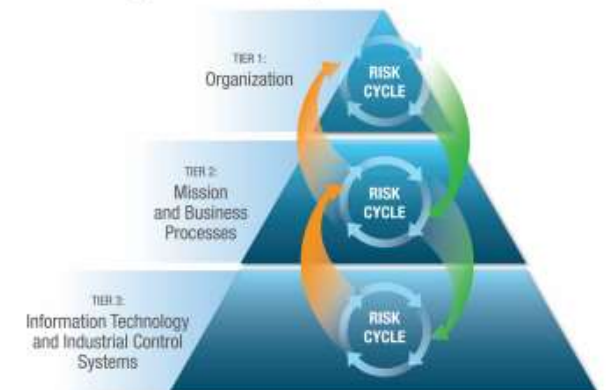 TIER 1:
Organization
RISK
CYCLE
TIER 2:
Mission
and Business
Processes
RISK
CYCLE
TIER 3:
Information Technology
and Industrial Control
Systems
RISK
CYCLE